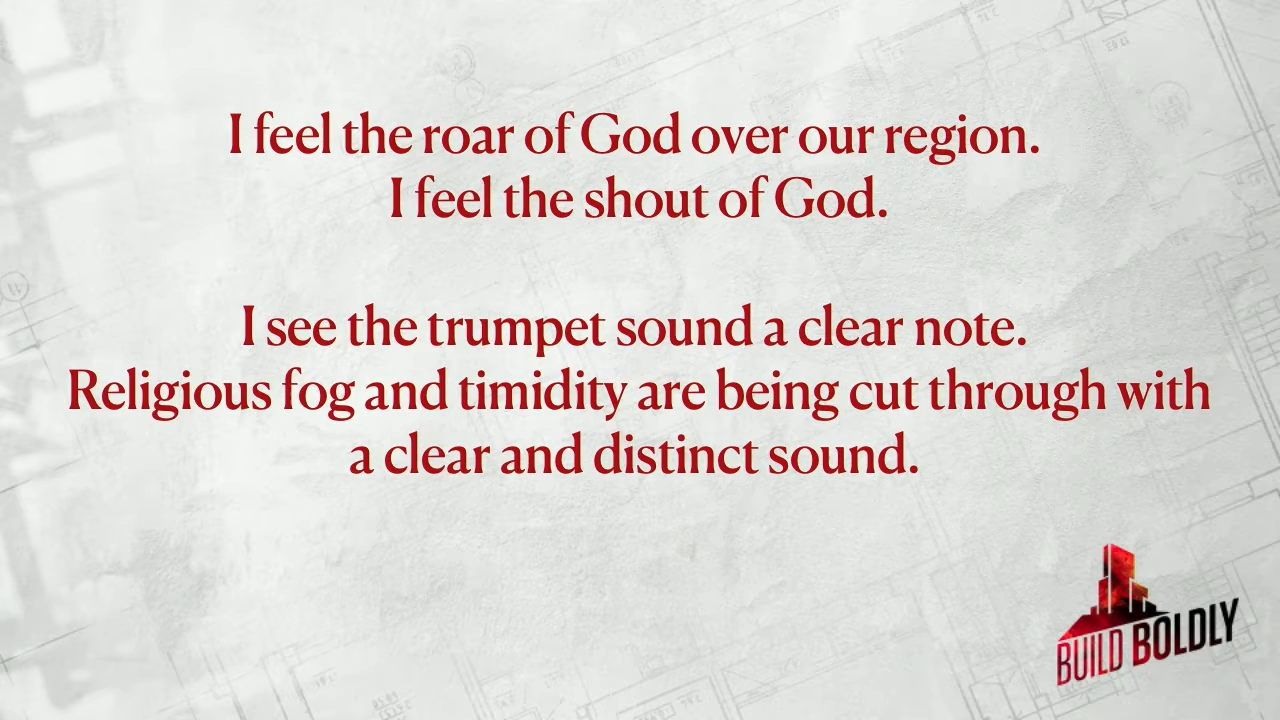 I feel the roar of God over our region.
I feel the shout of God.
I see the trumpet sound a clear note.
Religious fog and timidity are being cut through with
a clear and distinct sound.
BUILD BOLDLY